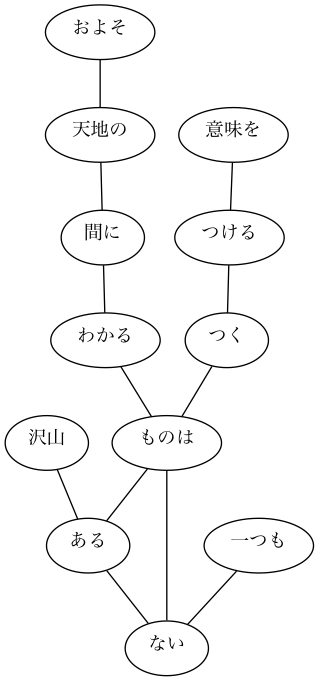 およそ
天地の
意味を
間に
つける
わかる
つく
沢山
ものは
ある
一つも
ない